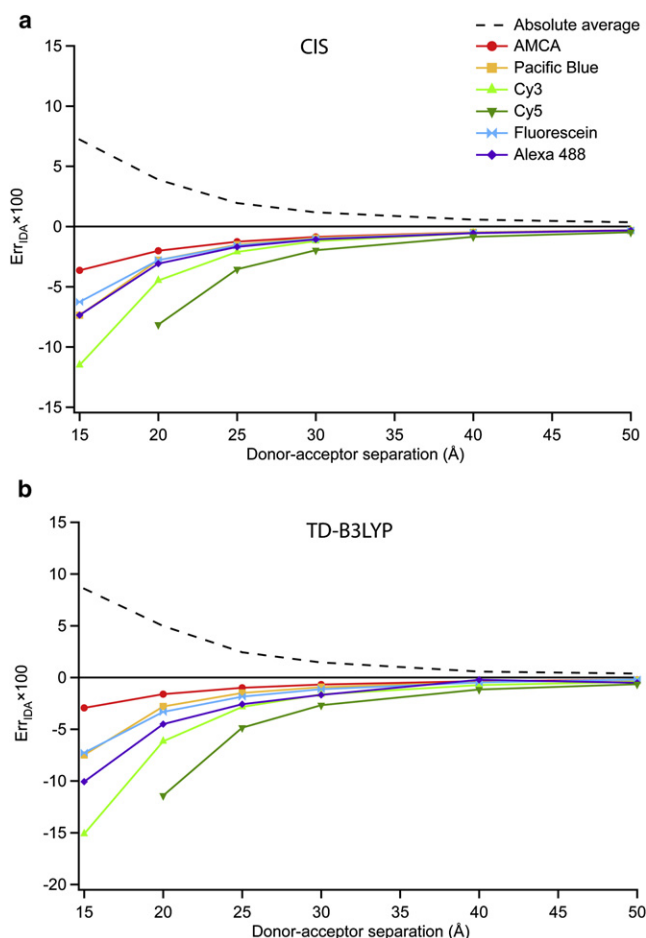 a
CIS
Absolute average
AMCA
Pacific Blue
Cy3
Cy5
Fluorescein
Alexa 488
15
10
5
0
-5
-10
-15
Err_IDA×100
15 20 25 30 35 40 45 50
Donor-acceptor separation (Å)
b
TD-B3LYP
15
10
5
0
-5
-10
-15
-20
Err_IDA×100
15 20 25 30 35 40 45 50
Donor-acceptor separation (Å)